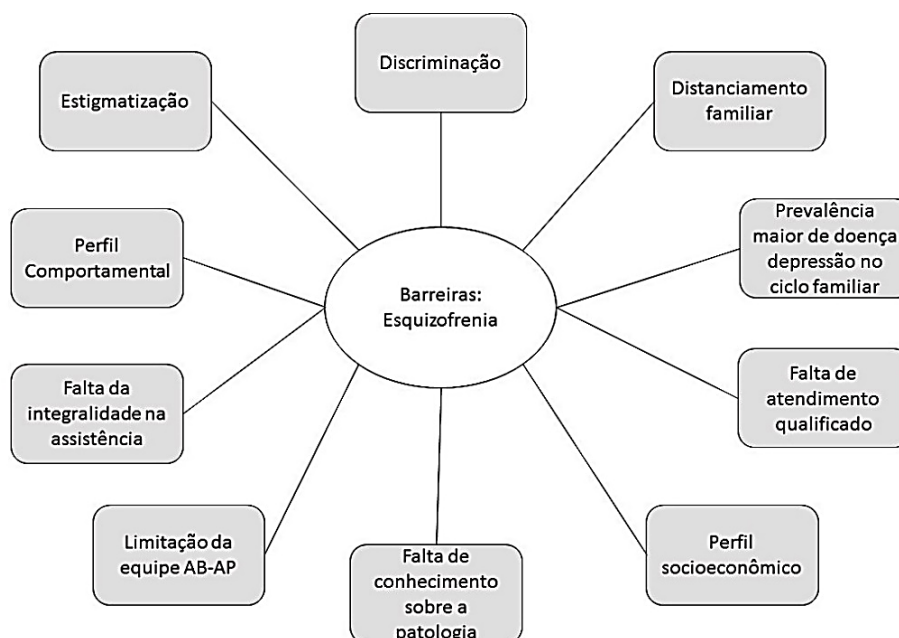 Discriminação
Estigmatização
Distanciamento
familiar
Perfil
Comportamental
Prevalência
maior de doença
depressão no
ciclo familiar
Barreiras:
Esquizofrenia
Falta da
integralidade na
assistência
Falta de
atendimento
qualificado
Limitação da
equipe AB-AP
Falta de
conhecimento
sobre a
patologia
Perfil
socioeconômico